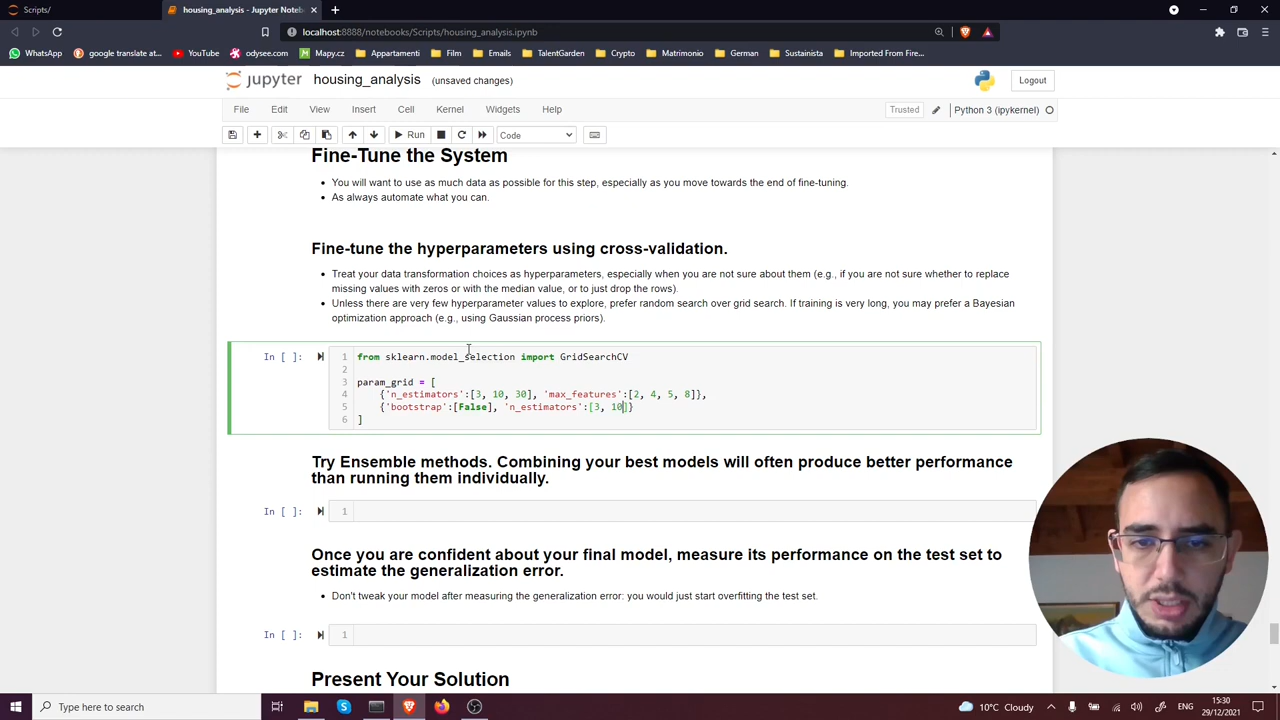 Scripts/
housing_analysis - Jupyter Noteb
localhost:8888/notebooks/Scripts/housing_analysis.ipynb
WhatsApp
google translate at...
YouTube
odysee.com
Mapy.cz
Appartamenti
Film
Emails
TalentGarden
Crypto
Matrimonio
German
Sustainista
Imported From Fire...
jupyter
housing_analysis
(unsaved changes)
Logout
File
Edit
View
Insert
Cell
Kernel
Widgets
Help
Trusted
Python 3 (ipykernel)
Run
Code
Fine-Tune the System
You will want to use as much data as possible for this step, especially as you move towards the end of fine-tuning.
As always automate what you can.
Fine-tune the hyperparameters using cross-validation.
Treat your data transformation choices as hyperparameters, especially when you are not sure about them (e.g., if you are not sure whether to replace
missing values with zeros or with the median value, or to just drop the rows).
Unless there are very few hyperparameter values to explore, prefer random search over grid search. If training is very long, you may prefer a Bayesian
optimization approach (e.g., using Gaussian process priors).
In [ ]:
1 from sklearn.model_selection import GridSearchCV
2
3 param_grid = [
4 {'n_estimators':[3, 10, 30], 'max_features':[2, 4, 5, 8]},
5 {'bootstrap':[False], 'n_estimators':[3, 10]}
6 ]
Try Ensemble methods. Combining your best models will often produce better performance
than running them individually.
In [ ]:
1
Once you are confident about your final model, measure its performance on the test set to
estimate the generalization error.
Don't tweak your model after measuring the generalization error: you would just start overfitting the test set.
In [ ]:
1
Present Your Solution
Type here to search
10°C Cloudy
ENG
15:30
29/12/2021